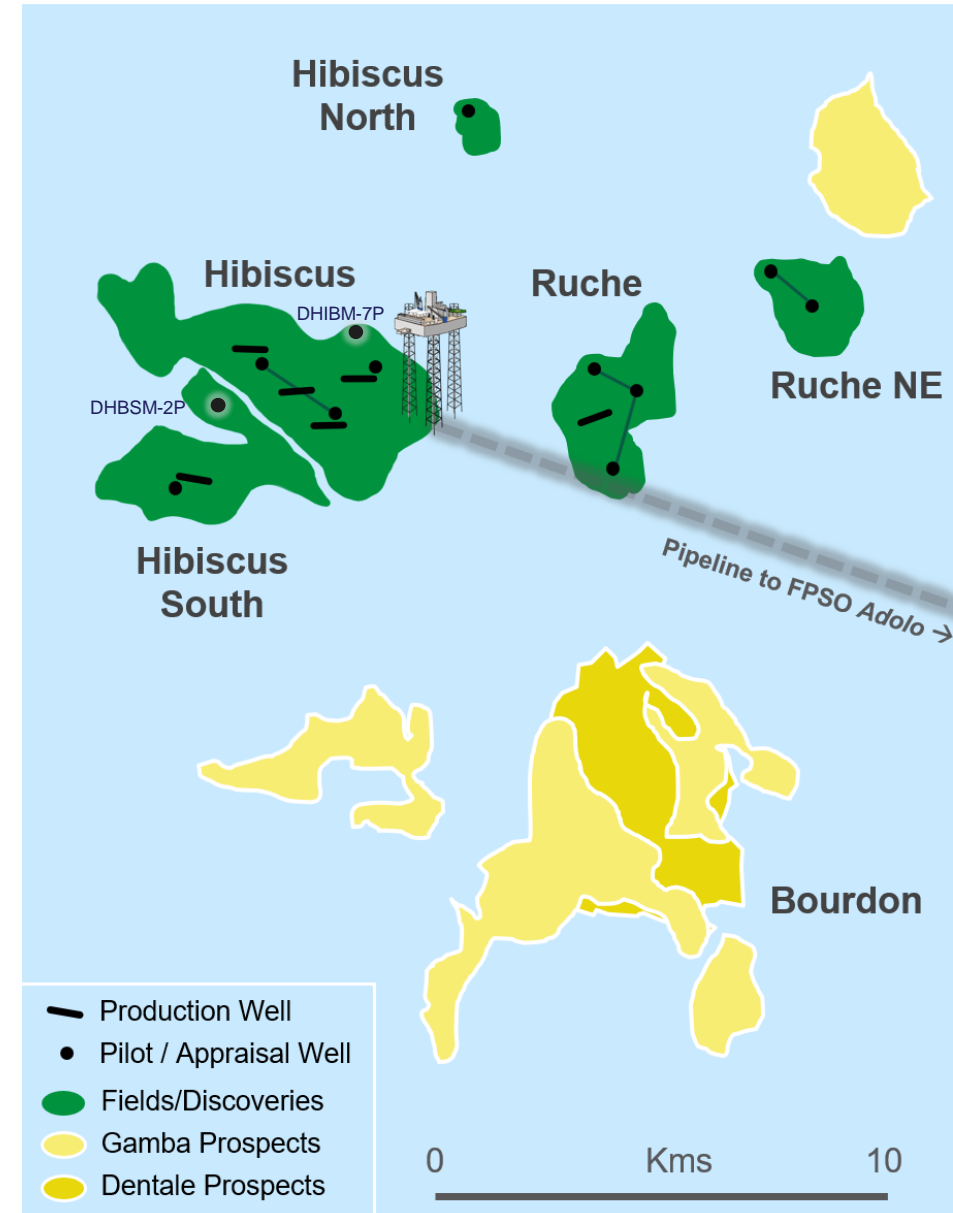 Hibiscus
North
Hibiscus
Ruche
DHIBM-7P
Ruche NE
DHBSM-2P
Hibiscus
South
Pipeline to FPSO Adolo →
Bourdon
Production Well
Pilot / Appraisal Well
Fields/Discoveries
Gamba Prospects
Dentale Prospects
0 Kms 10